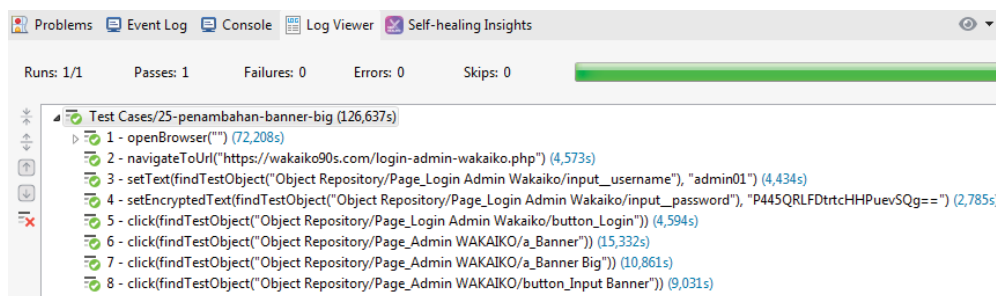 Problems Event Log Console Log Viewer Self-healing Insights
Runs: 1/1 Passes: 1 Failures: 0 Errors: 0 Skips: 0
Test Cases/25-penambahan-banner-big (126,637s)
1 - openBrowser("") (72,208s)
2 - navigateToUrl("https://wakaiko90s.com/login-admin-wakaiko.php") (4,573s)
3 - setText(findTestObject("Object Repository/Page_Login Admin Wakaiko/input__username"), "admin01") (4,434s)
4 - setEncryptedText(findTestObject("Object Repository/Page_Login Admin Wakaiko/input__password"), "P445QRLFDtrtcHHPuevSQg==") (2,785s)
5 - click(findTestObject("Object Repository/Page_Login Admin Wakaiko/button_Login")) (4,594s)
6 - click(findTestObject("Object Repository/Page_Admin WAKAIKO/a_Banner")) (15,332s)
7 - click(findTestObject("Object Repository/Page_Admin WAKAIKO/a_Banner Big")) (10,861s)
8 - click(findTestObject("Object Repository/Page_Admin WAKAIKO/button_Input Banner")) (9,031s)